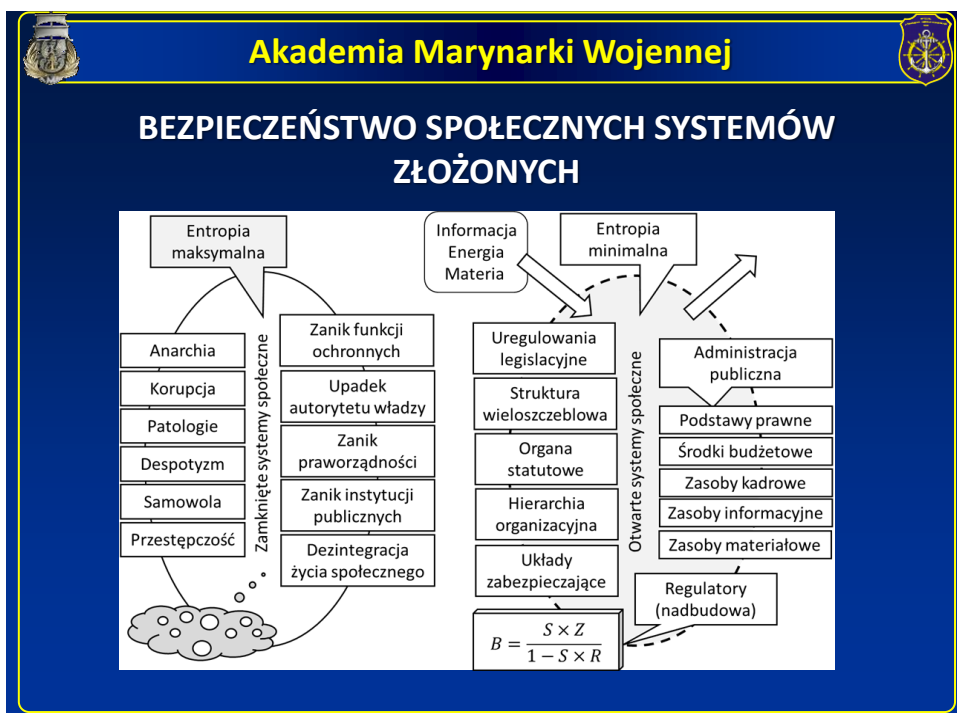 Akademia Marynarki Wojennej
BEZPIECZEŃSTWO SPOŁECZNYCH SYSTEMÓW
ZŁOŻONYCH
Entropia
maksymalna
Zamknięte systemy społeczne
Anarchia
Korupcja
Patologie
Despotyzm
Samowola
Przestępczość
Zanik funkcji
ochronnych
Upadek
autorytetu władzy
Zanik
praworządności
Zanik instytucji
publicznych
Dezintegracja
życia społecznego
Informacja
Energia
Materia
Entropia
minimalna
Otwarte systemy społeczne
Uregulowania
legislacyjne
Struktura
wieloszczeblowa
Organa
statutowe
Hierarchia
organizacyjna
Układy
zabezpieczające
Administracja
publiczna
Podstawy prawne
Środki budżetowe
Zasoby kadrowe
Zasoby informacyjne
Zasoby materiałowe
Regulatory
(nadbudowa)
B = S × Z / 1 − S × R